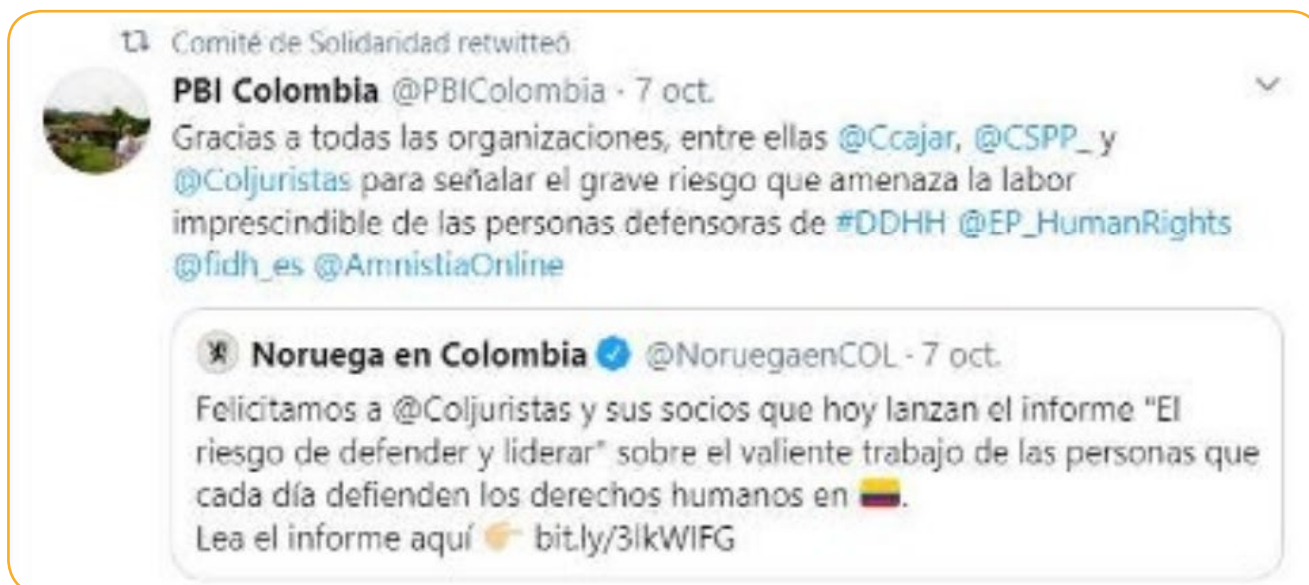 Comité de Solidaridad retwitteó
PBI Colombia @PBIColombia · 7 oct.
Gracias a todas las organizaciones, entre ellas @Ccajar, @CSPP_ y
@Coljuristas para señalar el grave riesgo que amenaza la labor
imprescindible de las personas defensoras de #DDHH @EP_HumanRights
@fidh_es @AmnistiaOnline
Noruega en Colombia @NoruegaenCOL · 7 oct.
Felicitamos a @Coljuristas y sus socios que hoy lanzan el informe "El
riesgo de defender y liderar" sobre el valiente trabajo de las personas que
cada día defienden los derechos humanos en 🇨🇴.
Lea el informe aquí 👉🏼 bit.ly/3lkWIFG